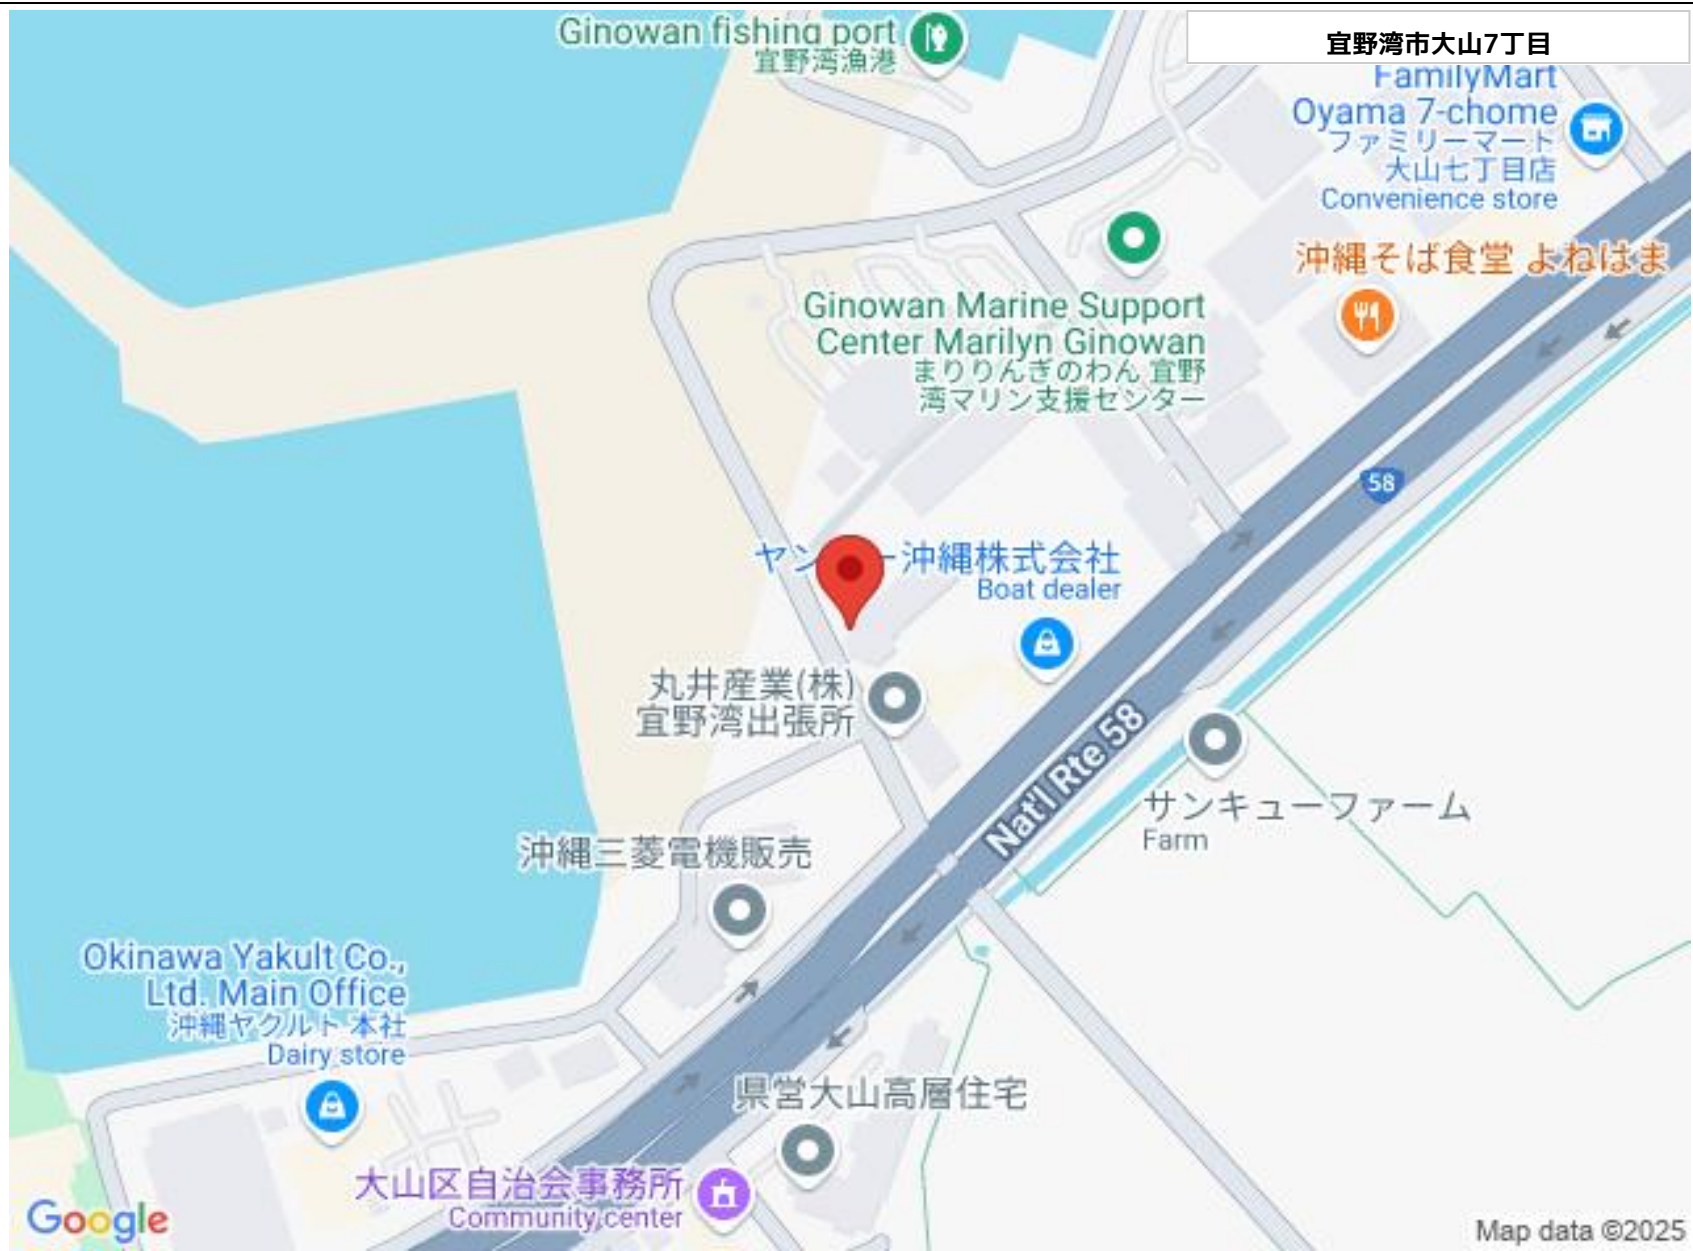 Ginowan fishing port
宜野湾漁港
宜野湾市大山7丁目
FamilyMart
Oyama 7-chome
ファミリーマート
大山七丁目店
Convenience store
沖縄そば食堂 よねはま
Ginowan Marine Support
Center Marilyn Ginowan
まりりんぎのわん 宜野
湾マリン支援センター
58
沖縄株式会社
Boat dealer
丸井産業(株)
宜野湾出張所
Nat'l Rte 58
サンキューファーム
Farm
沖縄三菱電機販売
Okinawa Yakult Co.,
Ltd. Main Office
沖縄ヤクルト 本社
Dairy store
県営大山高層住宅
大山区自治会事務所
Community center
Google
Map data ©2025